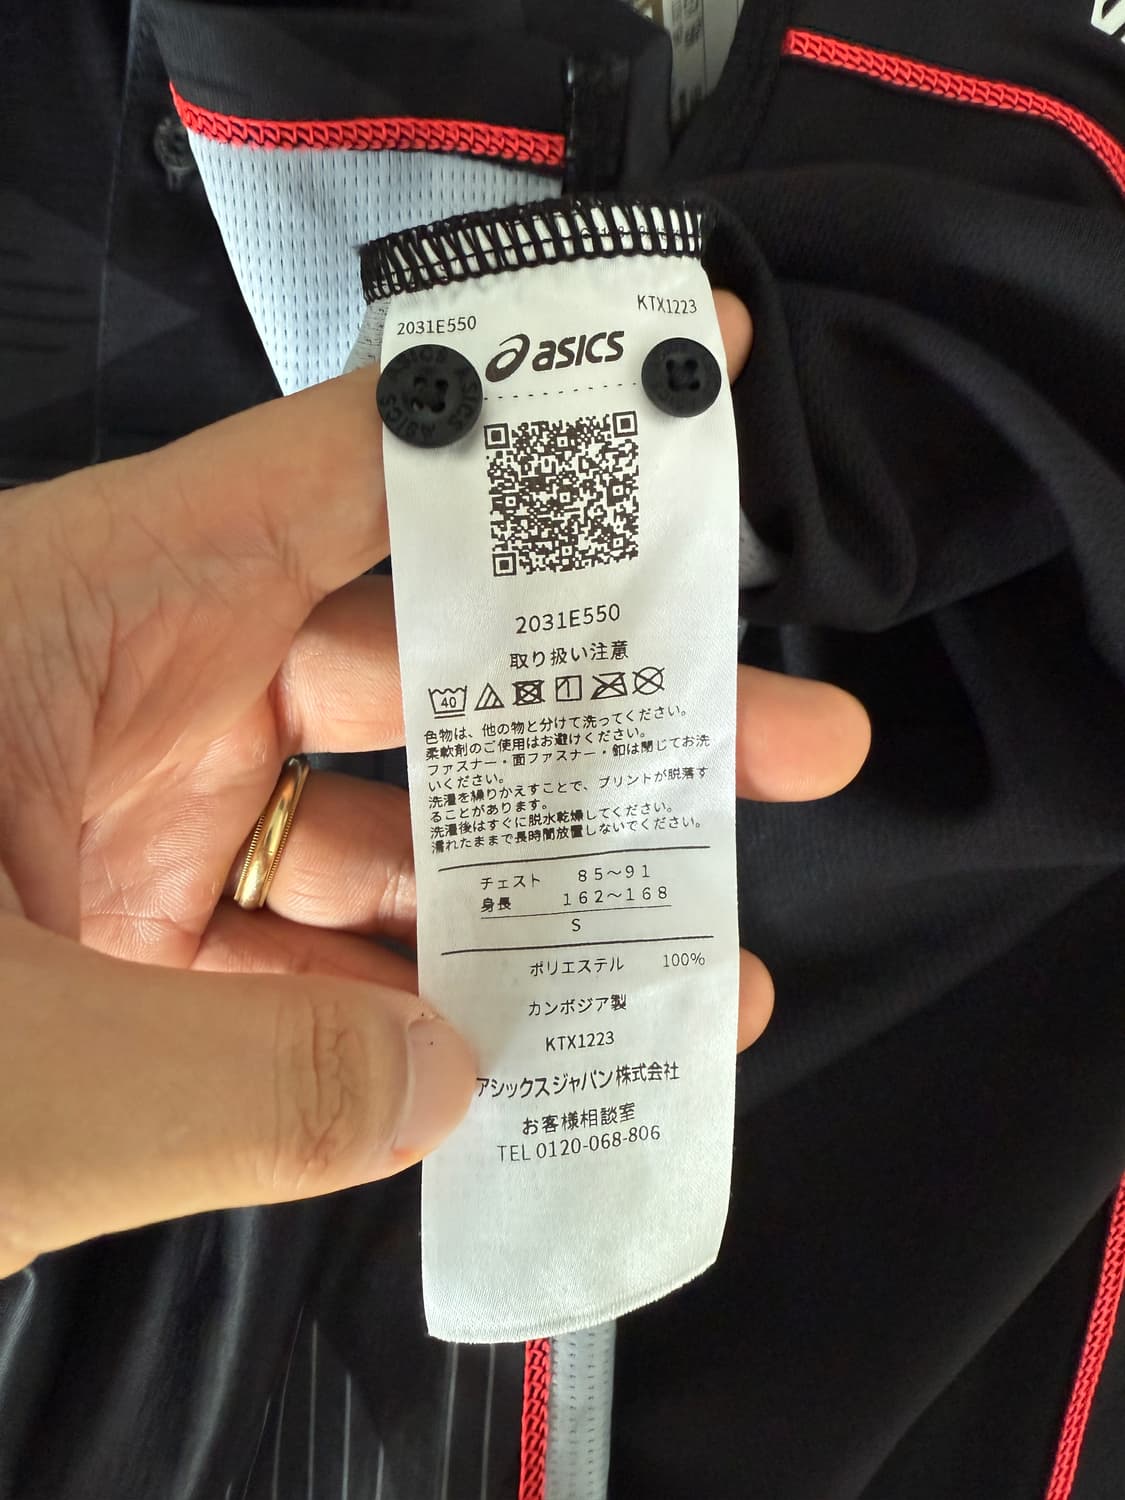 2031E550
KTX1223
asics
ASICS ASICS ASICS
2031E550
取り扱い注意
40
色物は、他の物と分けて洗ってください。
柔軟剤のご使用はお避けください。
ファスナー・面ファスナー・釦は閉じてお洗
いください。
洗濯を繰りかえすことで、プリントが脱落す
ることがあります。
洗濯後はすぐに脱水乾燥してください。
濡れたままで長時間放置しないでください。
チェスト 85～91
身長 162～168
S
ポリエステル 100%
カンボジア製
KTX1223
アシックスジャパン株式会社
お客様相談室
TEL 0120-068-806